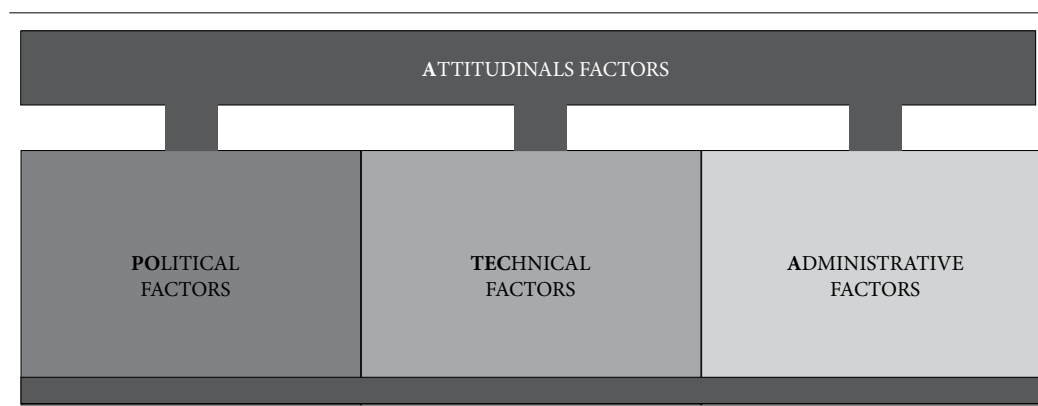 ATTITUDINALS FACTORS
POLITICAL
FACTORS
TECHNICAL
FACTORS
ADMINISTRATIVE
FACTORS